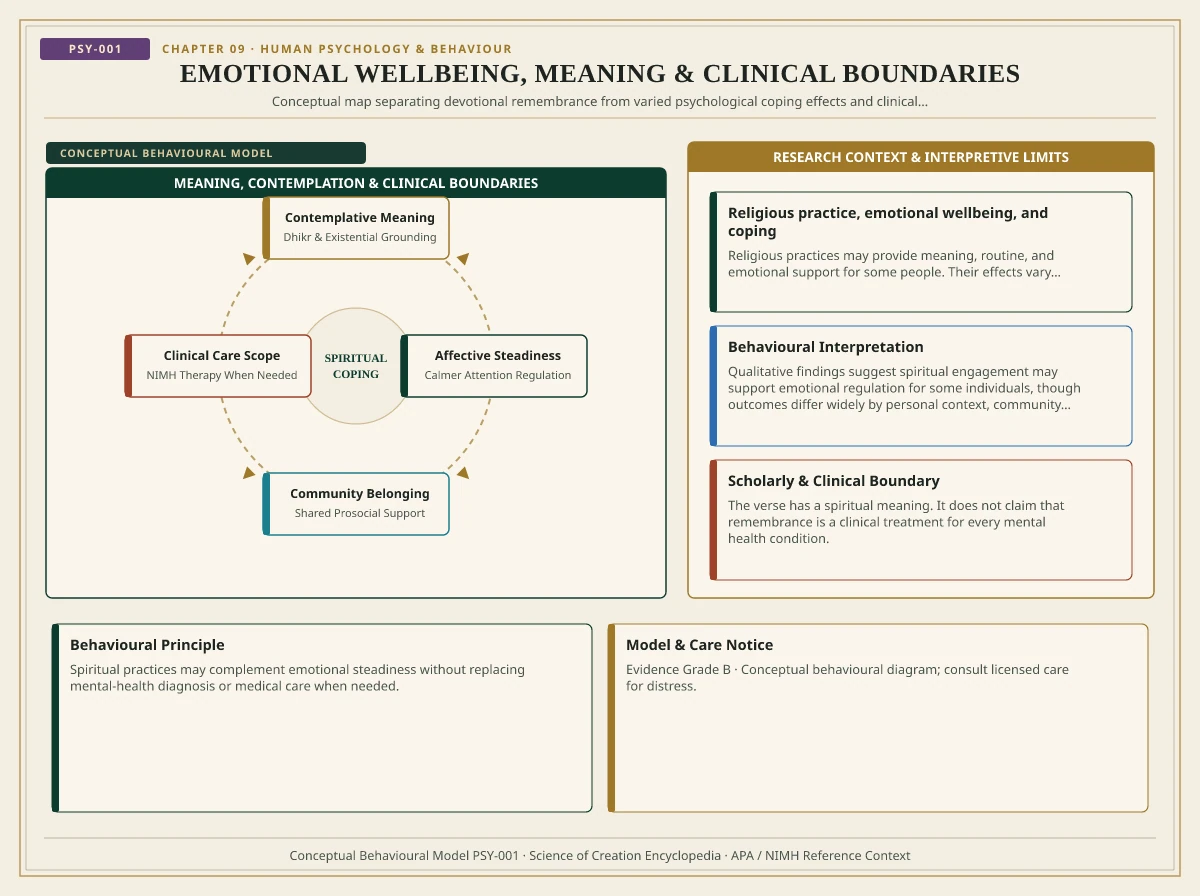 PSY-001
CHAPTER 09 · HUMAN PSYCHOLOGY & BEHAVIOUR
EMOTIONAL WELLBEING, MEANING & CLINICAL BOUNDARIES
Conceptual map separating devotional remembrance from varied psychological coping effects and clinical...
CONCEPTUAL BEHAVIOURAL MODEL
MEANING, CONTEMPLATION & CLINICAL BOUNDARIES
Contemplative Meaning
Dhikr & Existential Grounding
Clinical Care Scope
NIMH Therapy When Needed
SPIRITUAL
COPING
Affective Steadiness
Calmer Attention Regulation
Community Belonging
Shared Prosocial Support
RESEARCH CONTEXT & INTERPRETIVE LIMITS
Religious practice, emotional wellbeing, and
coping
Religious practices may provide meaning, routine, and
emotional support for some people. Their effects vary...
Behavioural Interpretation
Qualitative findings suggest spiritual engagement may
support emotional regulation for some individuals, though
outcomes differ widely by personal context, community...
Scholarly & Clinical Boundary
The verse has a spiritual meaning. It does not claim that
remembrance is a clinical treatment for every mental
health condition.
Behavioural Principle
Spiritual practices may complement emotional steadiness without replacing
mental-health diagnosis or medical care when needed.
Model & Care Notice
Evidence Grade B · Conceptual behavioural diagram; consult licensed care
for distress.
Conceptual Behavioural Model PSY-001 · Science of Creation Encyclopedia · APA / NIMH Reference Context